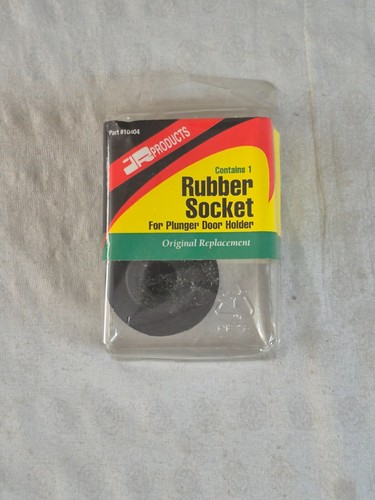 Part #10404
JR PRODUCTS
Contains 1
Rubber
Socket
For Plunger Door Holder
Original Replacement